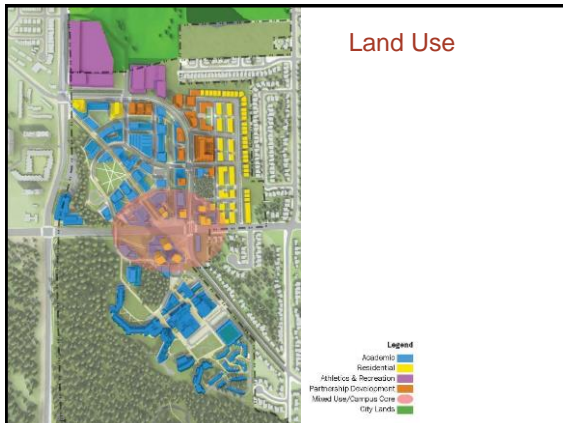 Land Use
Legend
Academic
Residential
Athletics & Recreation
Partnership Development
Mixed Use/Campus Core
City Lands